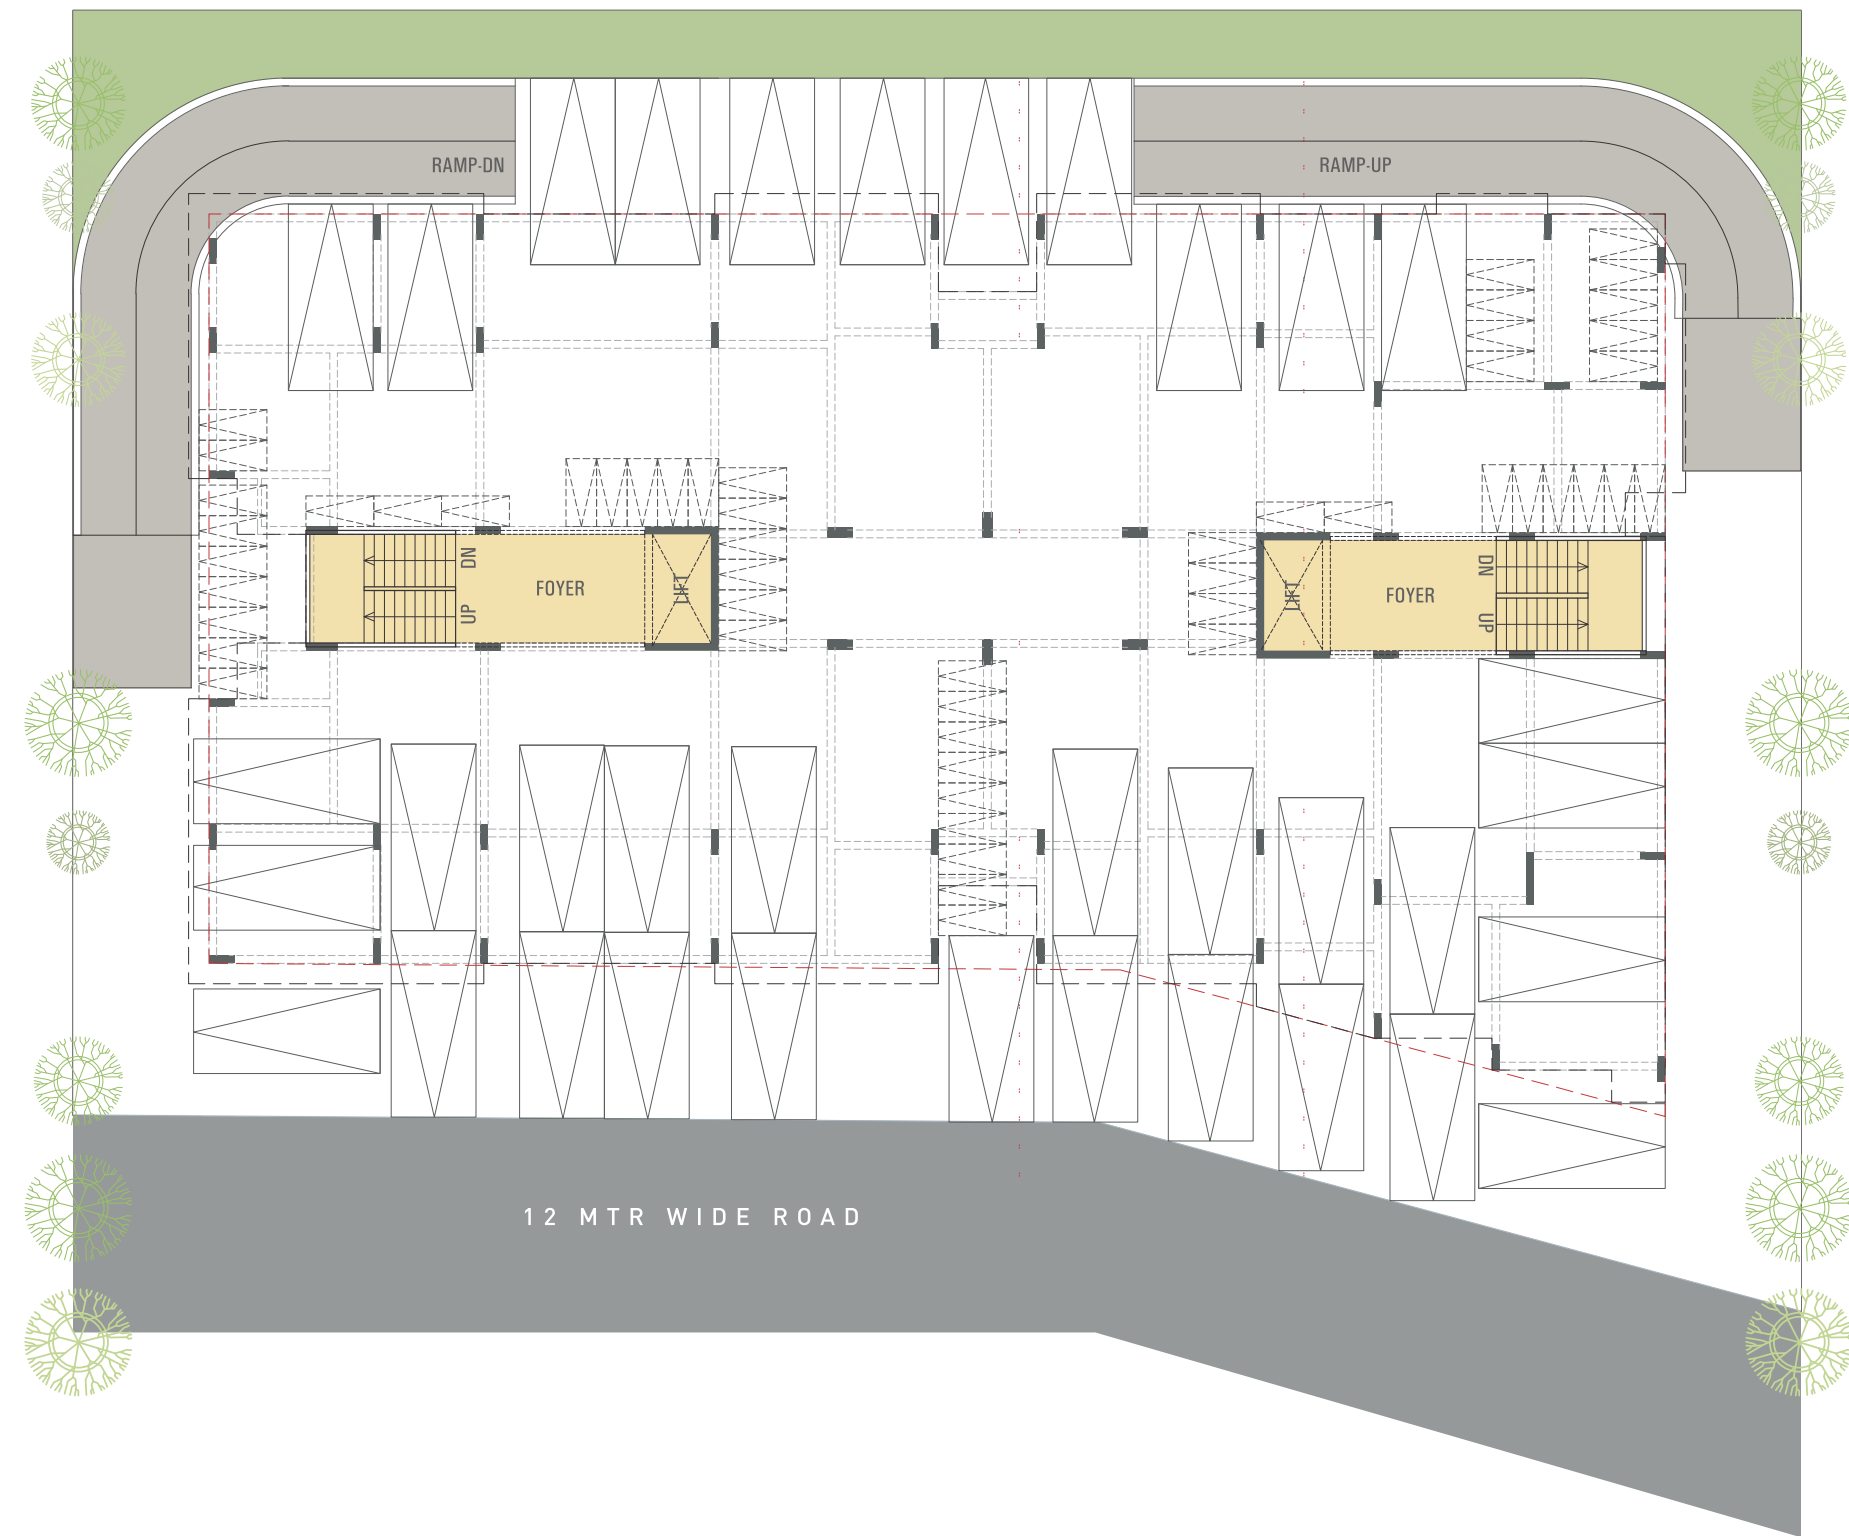 RAMP-DN
RAMP-UP
DN
FOYER
LIFT
UP
LIFT
FOYER
DN
UP
12 MTR WIDE ROAD